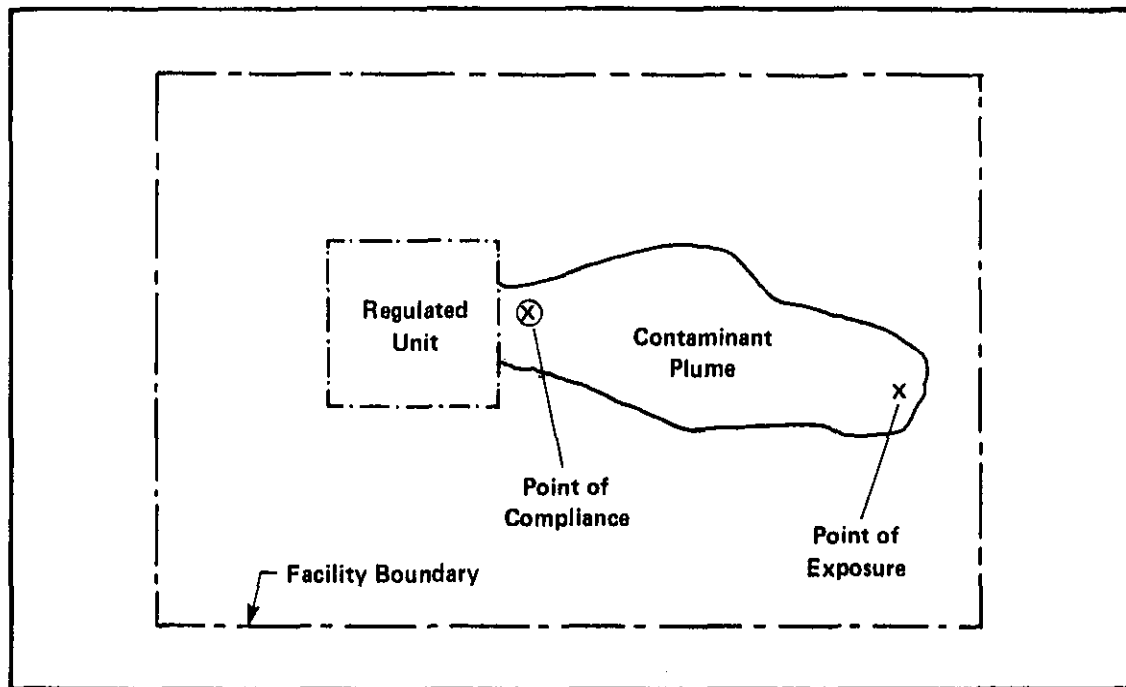 Regulated
Unit
X
Contaminant
Plume
X
Point of
Compliance
Point of
Exposure
Facility Boundary